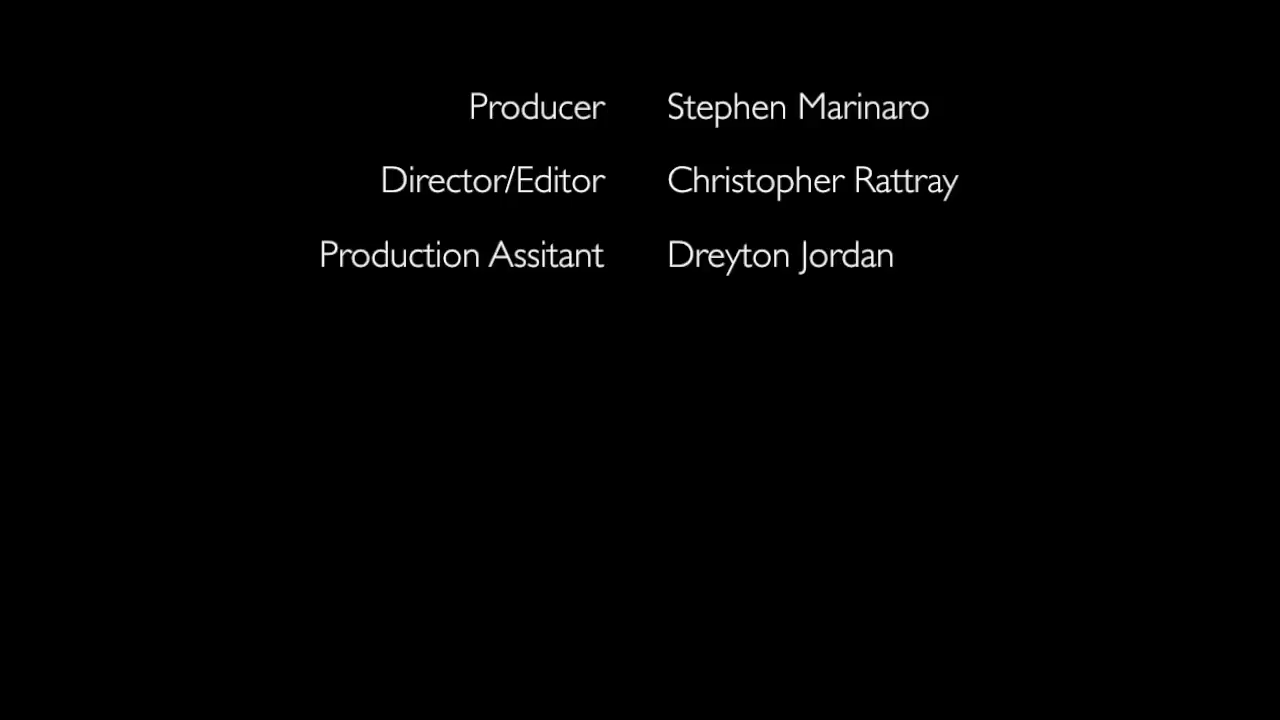 Producer Stephen Marinaro
Director/Editor Christopher Rattray
Production Assitant Dreyton Jordan